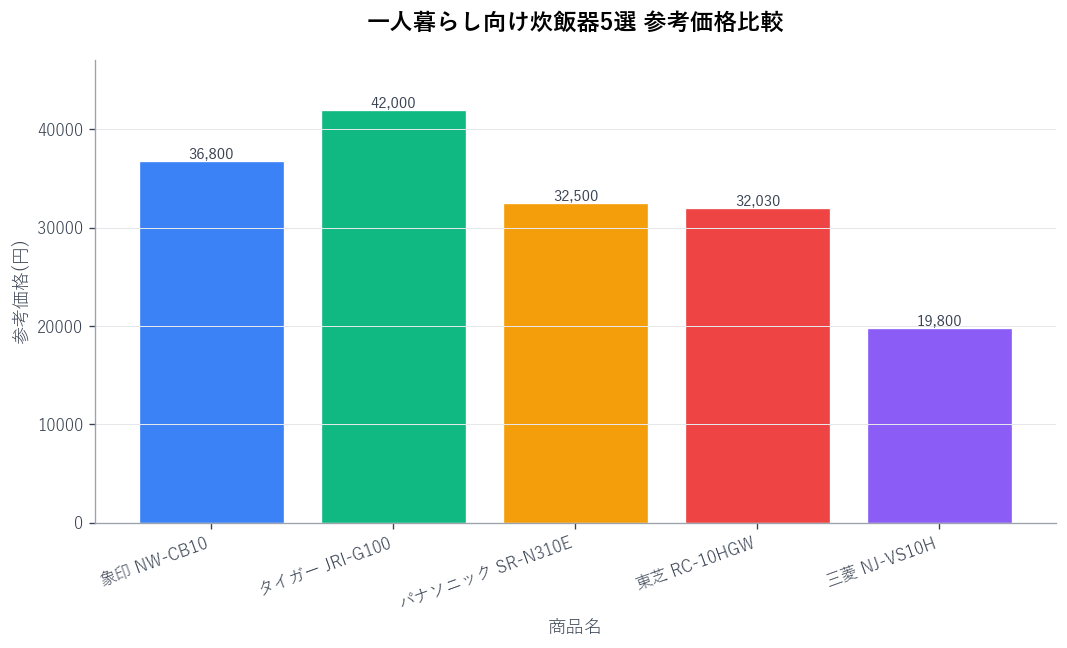 一人暮らし向け炊飯器5選 参考価格比較
参考価格(円)
40000
30000
20000
10000
0
36,800
42,000
32,500
32,030
19,800
象印 NW-CB10
タイガー JRI-G100
パナソニック SR-N310E
東芝 RC-10HGW
三菱 NJ-VS10H
商品名